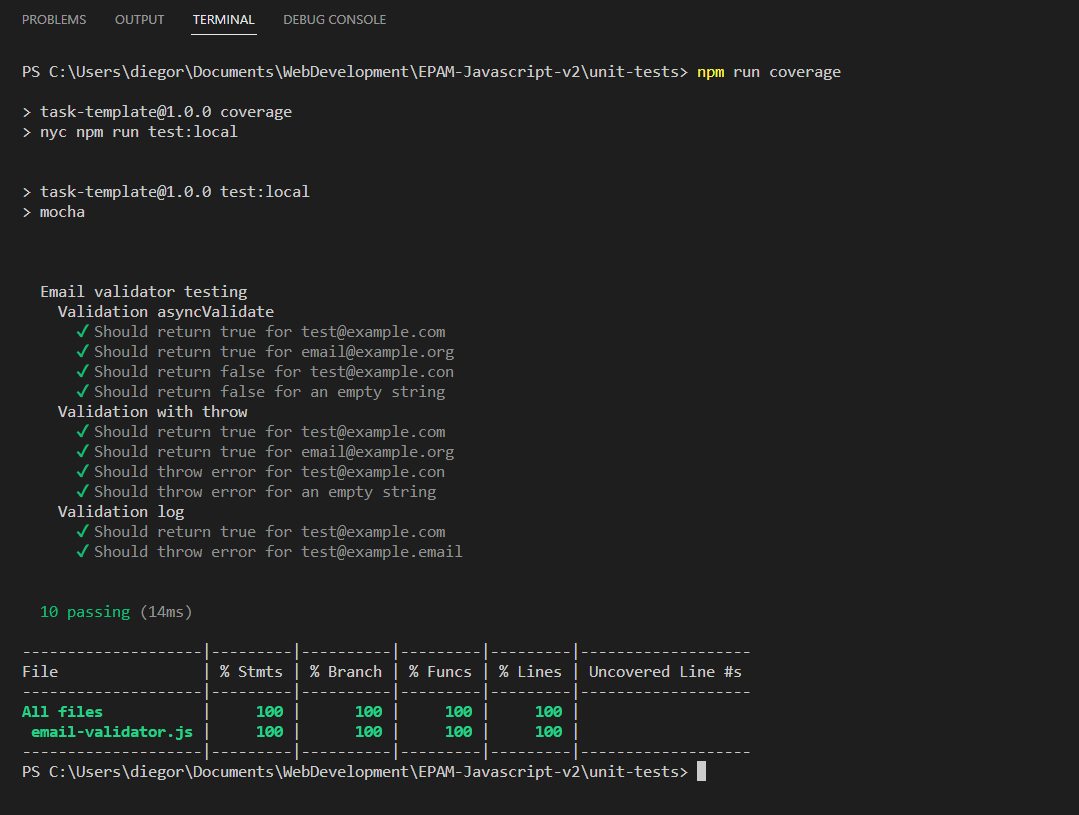 PROBLEMS OUTPUT TERMINAL DEBUG CONSOLE
PS C:\Users\diegor\Documents\WebDevelopment\EPAM-Javascript-v2\unit-tests> npm run coverage
> task-template@1.0.0 coverage
> nyc npm run test:local
> task-template@1.0.0 test:local
> mocha
Email validator testing
Validation asyncValidate
✓ Should return true for test@example.com
✓ Should return true for email@example.org
✓ Should return false for test@example.con
✓ Should return false for an empty string
Validation with throw
✓ Should return true for test@example.com
✓ Should return true for email@example.org
✓ Should throw error for test@example.con
✓ Should throw error for an empty string
Validation log
✓ Should return true for test@example.com
✓ Should throw error for test@example.email
10 passing (14ms)
--------------------|---------|----------|---------|---------|-------------------
File                | % Stmts | % Branch | % Funcs | % Lines | Uncovered Line #s
--------------------|---------|----------|---------|---------|-------------------
All files           |     100 |      100 |     100 |     100 |
 email-validator.js |     100 |      100 |     100 |     100 |
--------------------|---------|----------|---------|---------|-------------------
PS C:\Users\diegor\Documents\WebDevelopment\EPAM-Javascript-v2\unit-tests>